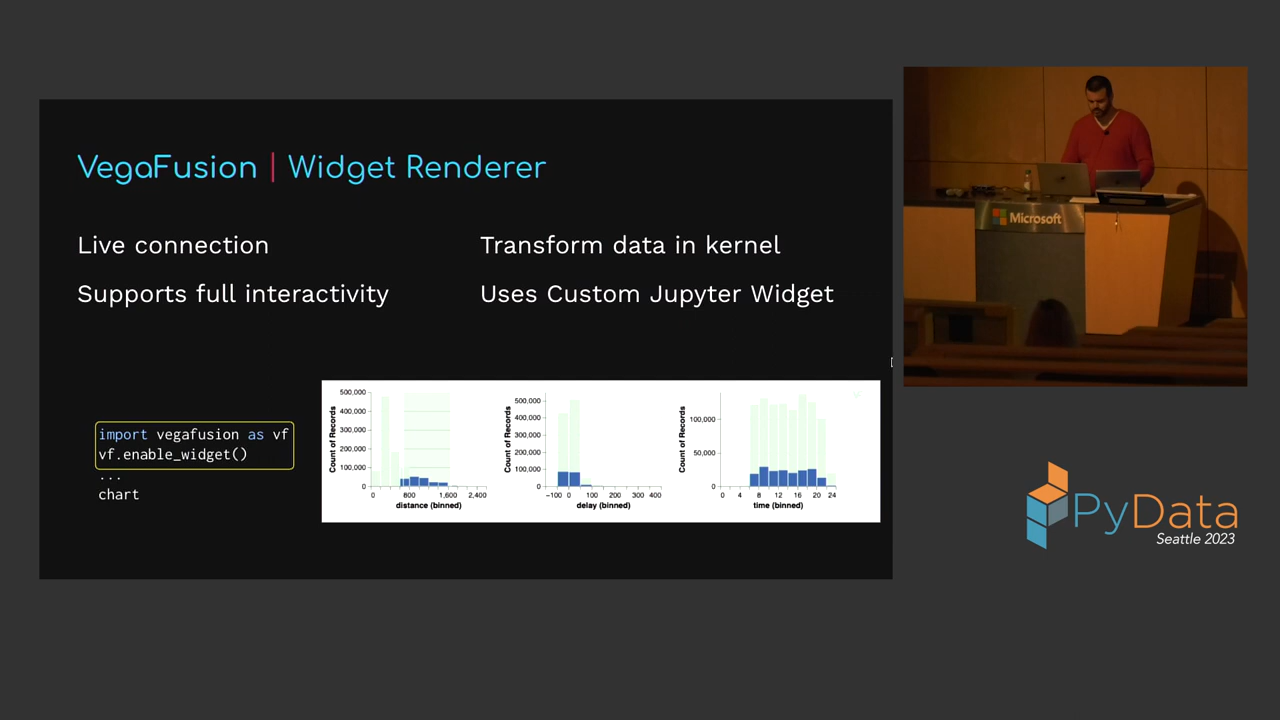 VegaFusion | Widget Renderer
Live connection
Transform data in kernel
Supports full interactivity
Uses Custom Jupyter Widget
import vegafusion as vf
vf.enable_widget()
...
chart
Count of Records
500,000
400,000
300,000
200,000
100,000
0
0 800 1,600 2,400
distance (binned)
Count of Records
500,000
400,000
300,000
200,000
100,000
0
−100 0 100 200 300 400
delay (binned)
Count of Records
100,000
50,000
0
0 4 8 12 16 20 24
time (binned)
Microsoft
PyData
Seattle 2023